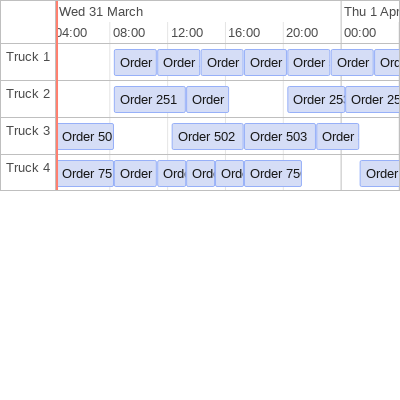 Wed 31 March Thu 1 Apr
04:00 08:00 12:00 16:00 20:00 00:00
Truck 1 Order Order Order Order Order Order Ord
Truck 2 Order 251 Order Order 25 Order 25
Truck 3 Order 50 Order 502 Order 503 Order
Truck 4 Order 75 Order Ord Ord Ord Order 75 Order